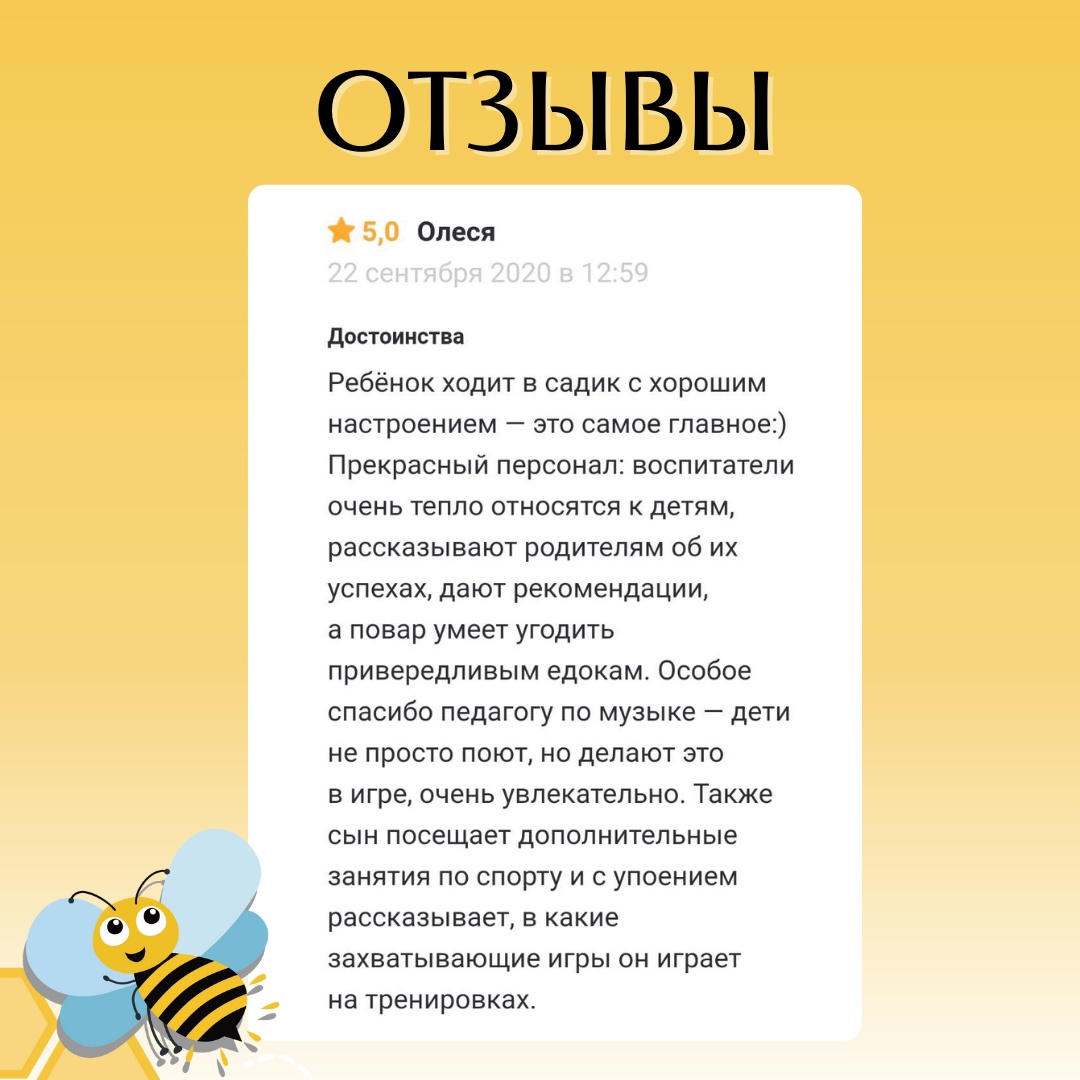 ОТЗЫВЫ
5,0 Олеся
22 сентября 2020 в 12:59
Достоинства
Ребёнок ходит в садик с хорошим
настроением — это самое главное:)
Прекрасный персонал: воспитатели
очень тепло относятся к детям,
рассказывают родителям об их
успехах, дают рекомендации,
а повар умеет угодить
привередливым едокам. Особое
спасибо педагогу по музыке — дети
не просто поют, но делают это
в игре, очень увлекательно. Также
сын посещает дополнительные
занятия по спорту и с упоением
рассказывает, в какие
захватывающие игры он играет
на тренировках.